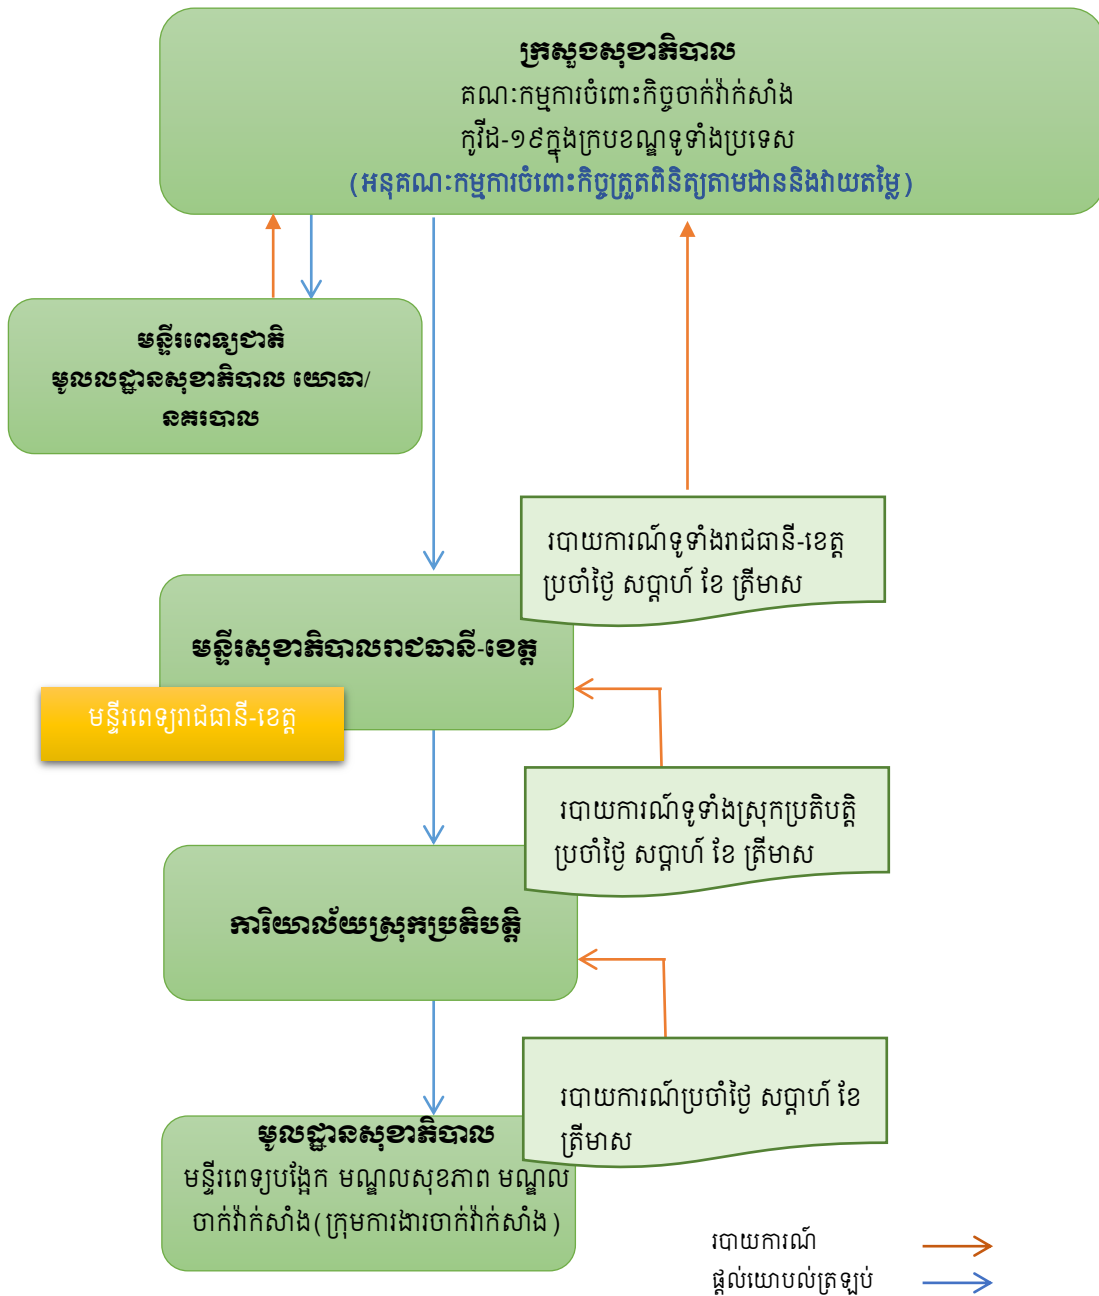 ក្រសួងសុខាភិបាល
គណៈកម្មការចំពោះកិច្ចចាក់វ៉ាក់សាំង
កូវីដ-១៩ក្នុងក្របខណ្ឌទូទាំងប្រទេស
(អនុគណៈកម្មការចំពោះកិច្ចត្រួតពិនិត្យតាមដាននិងវាយតម្លៃ)
មន្ទីរពេទ្យជាតិ
មូលលដ្ឋានសុខាភិបាល យោធា/
នគរបាល
របាយការណ៍ទូទាំងរាជធានី-ខេត្ត
ប្រចាំថ្ងៃ សប្តាហ៍ ខែ ត្រីមាស
មន្ទីរសុខាភិបាលរាជធានី-ខេត្ត
មន្ទីរពេទ្យរាជធានី-ខេត្ត
របាយការណ៍ទូទាំងស្រុកប្រតិបត្តិ
ប្រចាំថ្ងៃ សប្តាហ៍ ខែ ត្រីមាស
ការិយាល័យស្រុកប្រតិបត្តិ
របាយការណ៍ប្រចាំថ្ងៃ សប្តាហ៍ ខែ
ត្រីមាស
មូលដ្ឋានសុខាភិបាល
មន្ទីរពេទ្យបង្អែក មណ្ឌលសុខភាព មណ្ឌល
ចាក់វ៉ាក់សាំង(ក្រុមការងារចាក់វ៉ាក់សាំង)
របាយការណ៍
ផ្តល់យោបល់ត្រឡប់